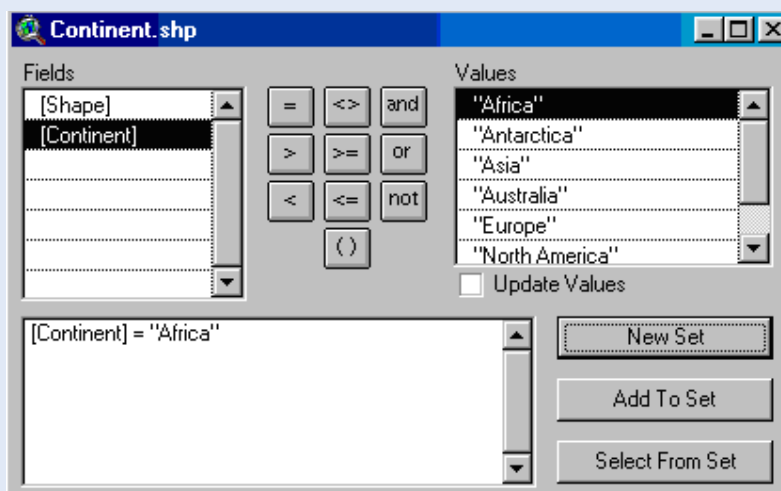 Continent.shp
Fields
[Shape]
[Continent]
= <> and
> >= or
< <= not
()
Values
"Africa"
"Antarctica"
"Asia"
"Australia"
"Europe"
"North America"
Update Values
[Continent] = "Africa"
New Set
Add To Set
Select From Set